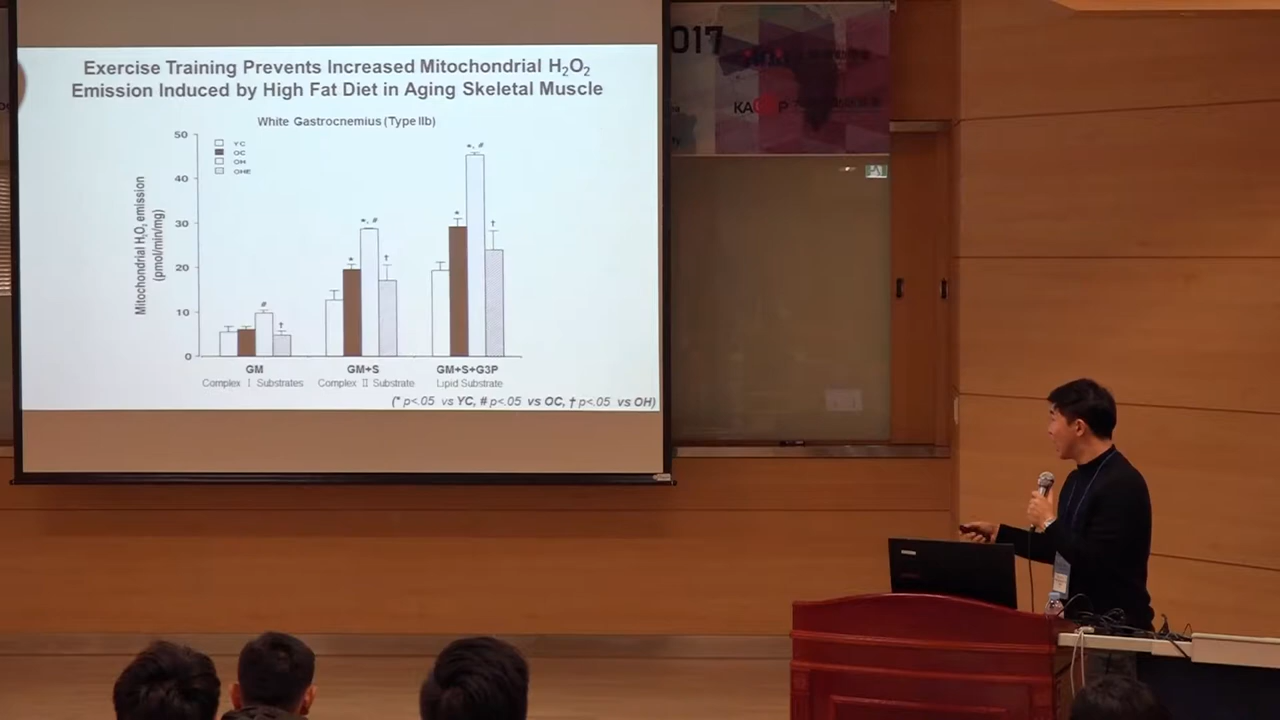 Exercise Training Prevents Increased Mitochondrial H₂O₂
Emission Induced by High Fat Diet in Aging Skeletal Muscle
White Gastrocnemius (Type IIb)
Mitochondrial H₂O₂ emission
(pmol/min/mg)
50
40
30
20
10
0
YC
OC
OH
OHE
#
†
*
*, #
†
*
*, #
†
GM
Complex Ⅰ Substrates
GM+S
Complex Ⅱ Substrate
GM+S+G3P
Lipid Substrate
(* p<.05 vs YC, # p<.05 vs OC, † p<.05 vs OH)
017